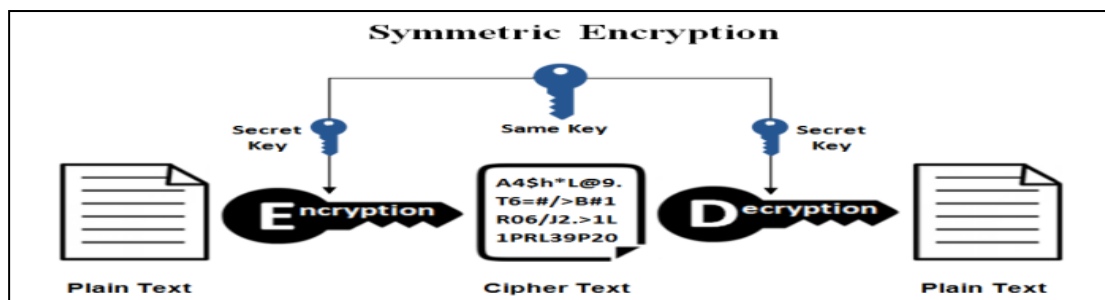 Symmetric Encryption
Secret
Key
Same Key
Secret
Key
Encryption
A4$h*L@9.
T6=#/>B#1
R06/J2.>1L
1PRL39P20
Decryption
Plain Text
Cipher Text
Plain Text